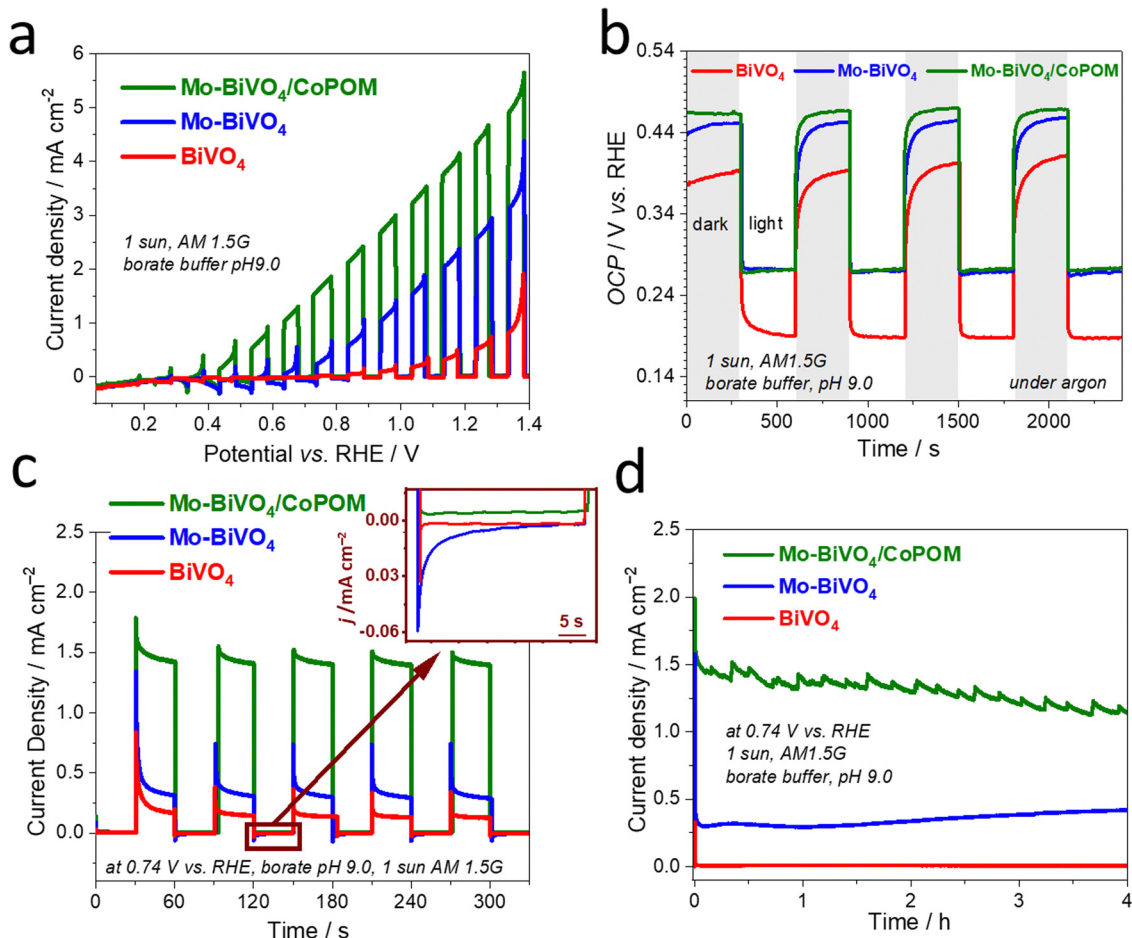 a
6
5
4
3
2
1
0
Current density / mA cm⁻²
Mo-BiVO₄/CoPOM
Mo-BiVO₄
BiVO₄
1 sun, AM 1.5G
borate buffer pH9.0
0.2 0.4 0.6 0.8 1.0 1.2 1.4
Potential vs. RHE / V
b
0.54
0.44
0.34
0.24
0.14
OCP / V vs. RHE
BiVO₄ Mo-BiVO₄ Mo-BiVO₄/CoPOM
dark light
1 sun, AM1.5G
borate buffer, pH 9.0 under argon
0 500 1000 1500 2000
Time / s
c
Mo-BiVO₄/CoPOM
Mo-BiVO₄
BiVO₄
2.5
2.0
1.5
1.0
0.5
0.0
Current Density / mA cm⁻²
0.00
0.03
-0.06
j /mA cm⁻²
5 s
at 0.74 V vs. RHE, borate pH 9.0, 1 sun AM 1.5G
0 60 120 180 240 300
Time / s
d
2.5
2.0
1.5
1.0
0.5
0.0
Current density / mA cm⁻²
Mo-BiVO₄/CoPOM
Mo-BiVO₄
BiVO₄
at 0.74 V vs. RHE
1 sun, AM1.5G
borate buffer, pH 9.0
0 1 2 3 4
Time / h